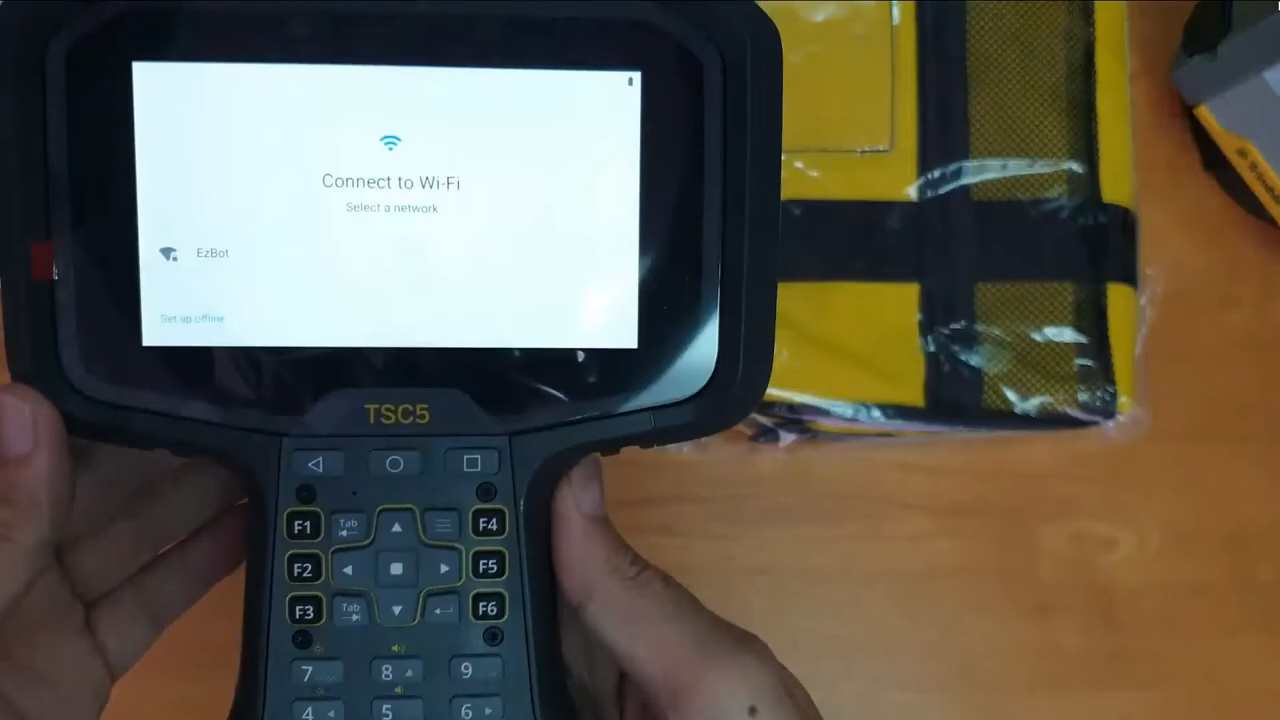 Connect to Wi-Fi
Select a network
EzBot
Set up offline
TSC5
F1
Tab
F4
F2
F5
F3
Tab
F6
7
8
9
4
5
6